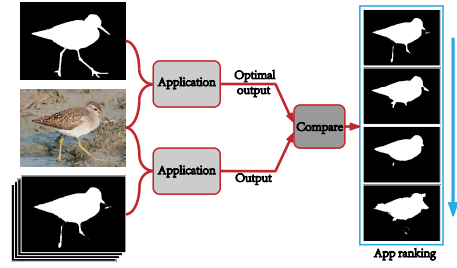 Application
Optimal
output
Compare
Application
Output
App ranking